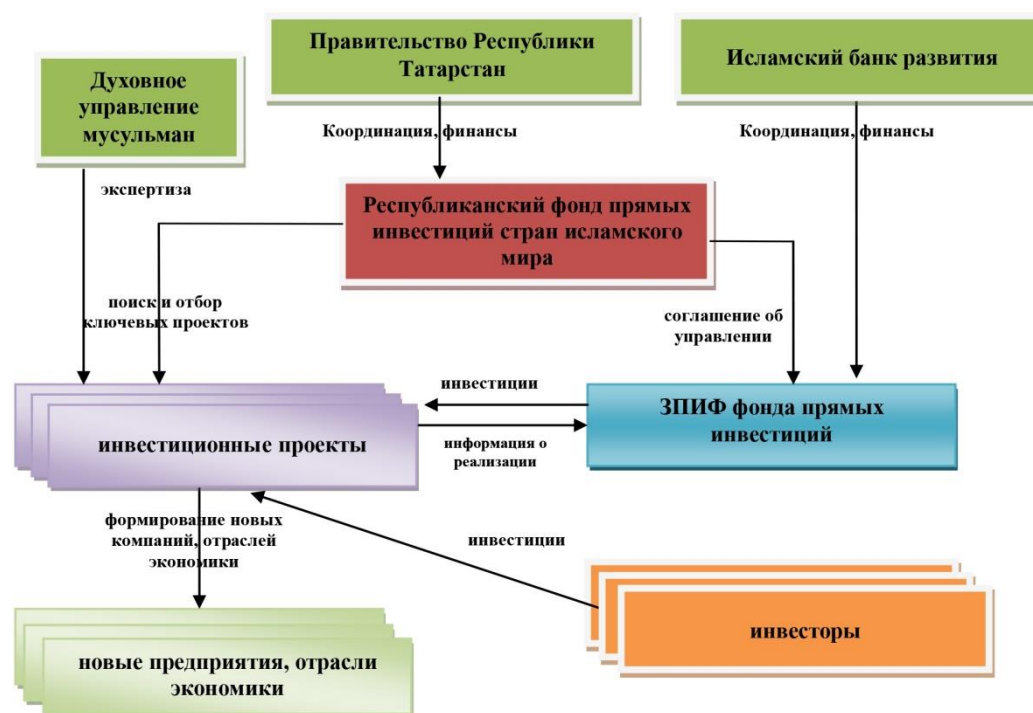 Правительство Республики
Татарстан
Исламский банк развития
Духовное
управление
мусульман
Координация, финансы
Координация, финансы
экспертиза
Республиканский фонд прямых
инвестиций стран исламского
мира
поиск и отбор
ключевых проектов
соглашение об
управлении
инвестиции
ЗПИФ фонда прямых
инвестиций
инвестиционные проекты
информация о
реализации
формирование новых
компаний, отраслей
экономики
инвестиции
инвесторы
новые предприятия, отрасли
экономики